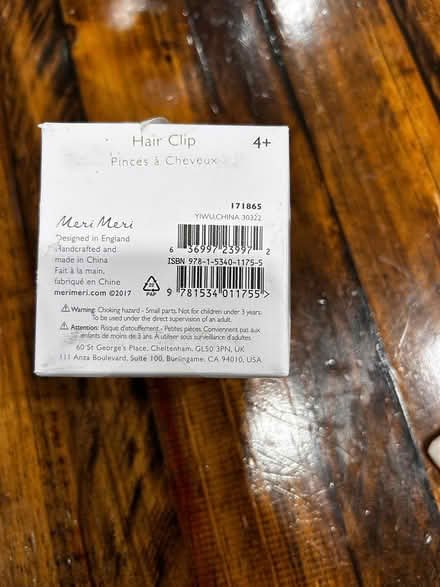 Hair Clip
4+
Pinces à Cheveux
171865
YIWU,CHINA 30322
Meri Meri
Designed in England
Handcrafted and
made in China
Fait à la main,
fabriqué en Chine
merimeri.com ©2017
6 36997 23997 2
ISBN 978-1-5340-1175-5
22
PAP
9 781534 011755 >
Warning: Choking hazard - Small parts. Not for children under 3 years.
To be used under the direct supervision of an adult.
Attention: Risque d'étouffement - Petites pièces. Conviennent pas aux
enfants de moins de 3 ans. À utiliser sous surveillance d'adultes
60 St George's Place, Cheltenham, GL50 3PN, UK
111 Anza Boulevard, Suite 100, Burlingame, CA 94010, USA